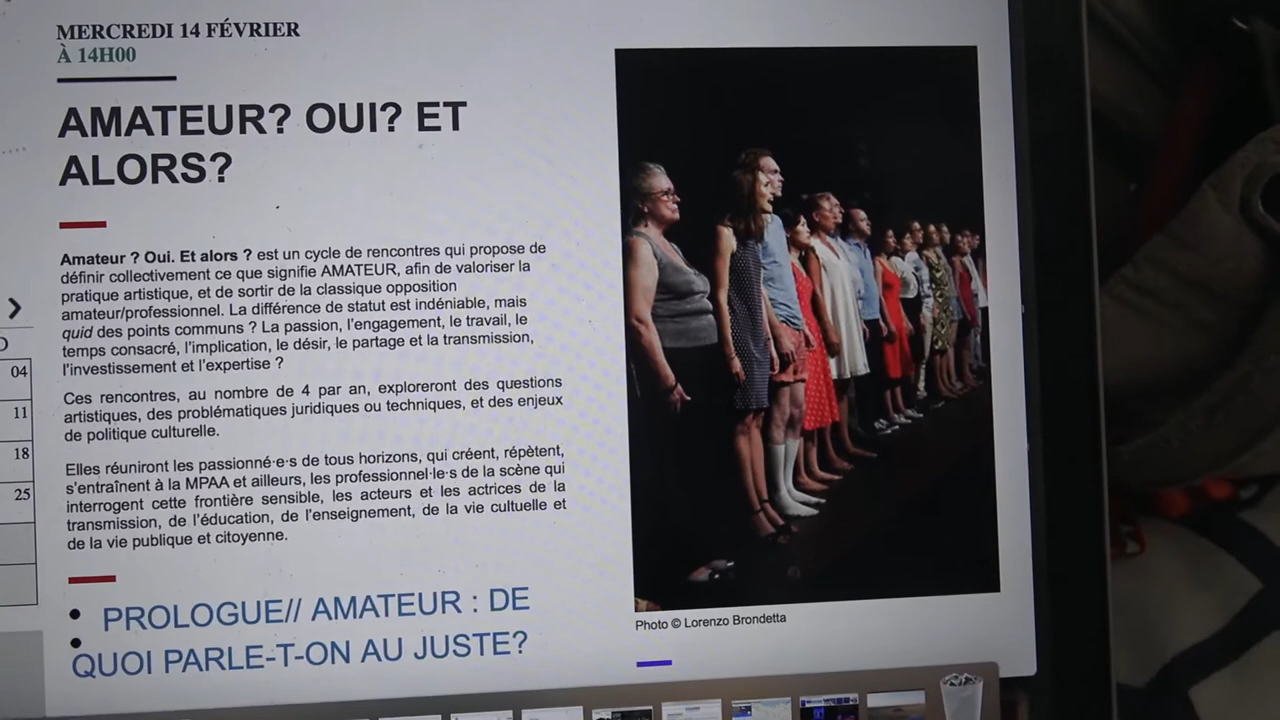 MERCREDI 14 FÉVRIER
À 14H00
AMATEUR? OUI? ET
ALORS?
Amateur ? Oui. Et alors ? est un cycle de rencontres qui propose de
définir collectivement ce que signifie AMATEUR, afin de valoriser la
pratique artistique, et de sortir de la classique opposition
amateur/professionnel. La différence de statut est indéniable, mais
quid des points communs ? La passion, l'engagement, le travail, le
temps consacré, l'implication, le désir, le partage et la transmission,
l'investissement et l'expertise ?
Ces rencontres, au nombre de 4 par an, exploreront des questions
artistiques, des problématiques juridiques ou techniques, et des enjeux
de politique culturelle.
Elles réuniront les passionné·e·s de tous horizons, qui créent, répètent,
s'entraînent à la MPAA et ailleurs, les professionnel·le·s de la scène qui
interrogent cette frontière sensible, les acteurs et les actrices de la
transmission, de l'éducation, de l'enseignement, de la vie cultuelle et
de la vie publique et citoyenne.
PROLOGUE// AMATEUR : DE
QUOI PARLE-T-ON AU JUSTE?
Photo © Lorenzo Brondetta
04
11
18
25